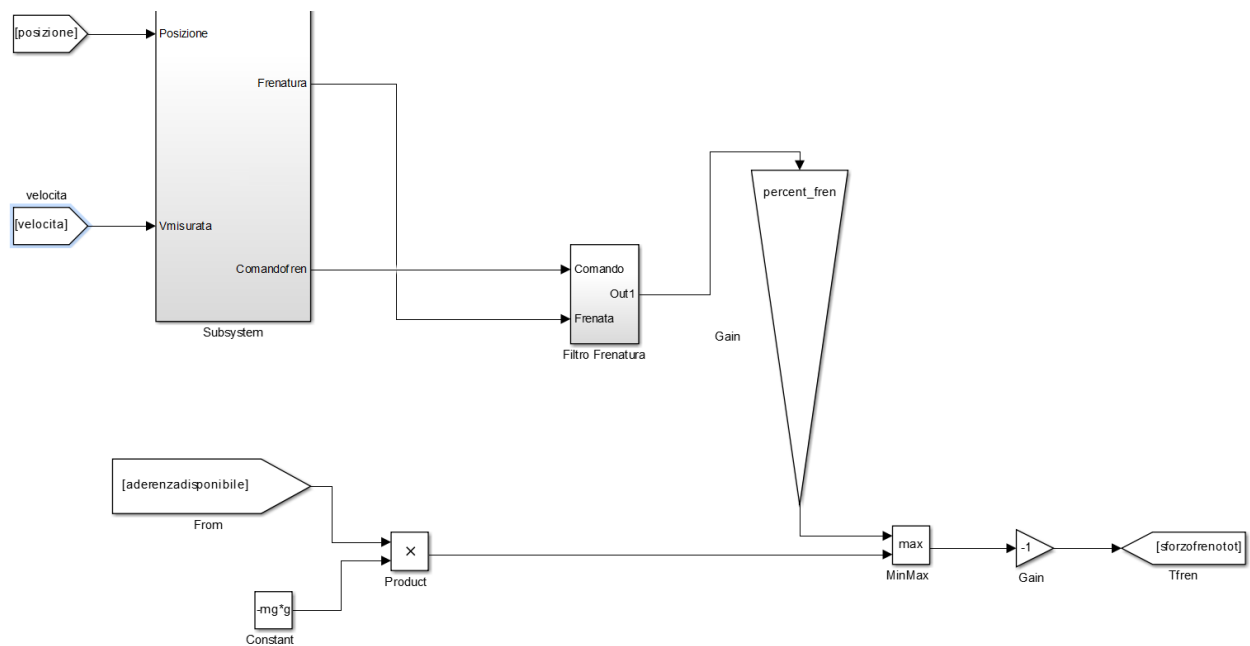 [posizione]
Posizione
Frenatura
velocita
[velocita]
Vmisurata
Comandofren
Subsystem
Comando
Out1
Frenata
Filtro Frenatura
percent_fren
Gain
[aderenzadisponibile]
From
×
Product
-mg*g
Constant
max
MinMax
-1
Gain
[sforzofrenotot]
Tfren